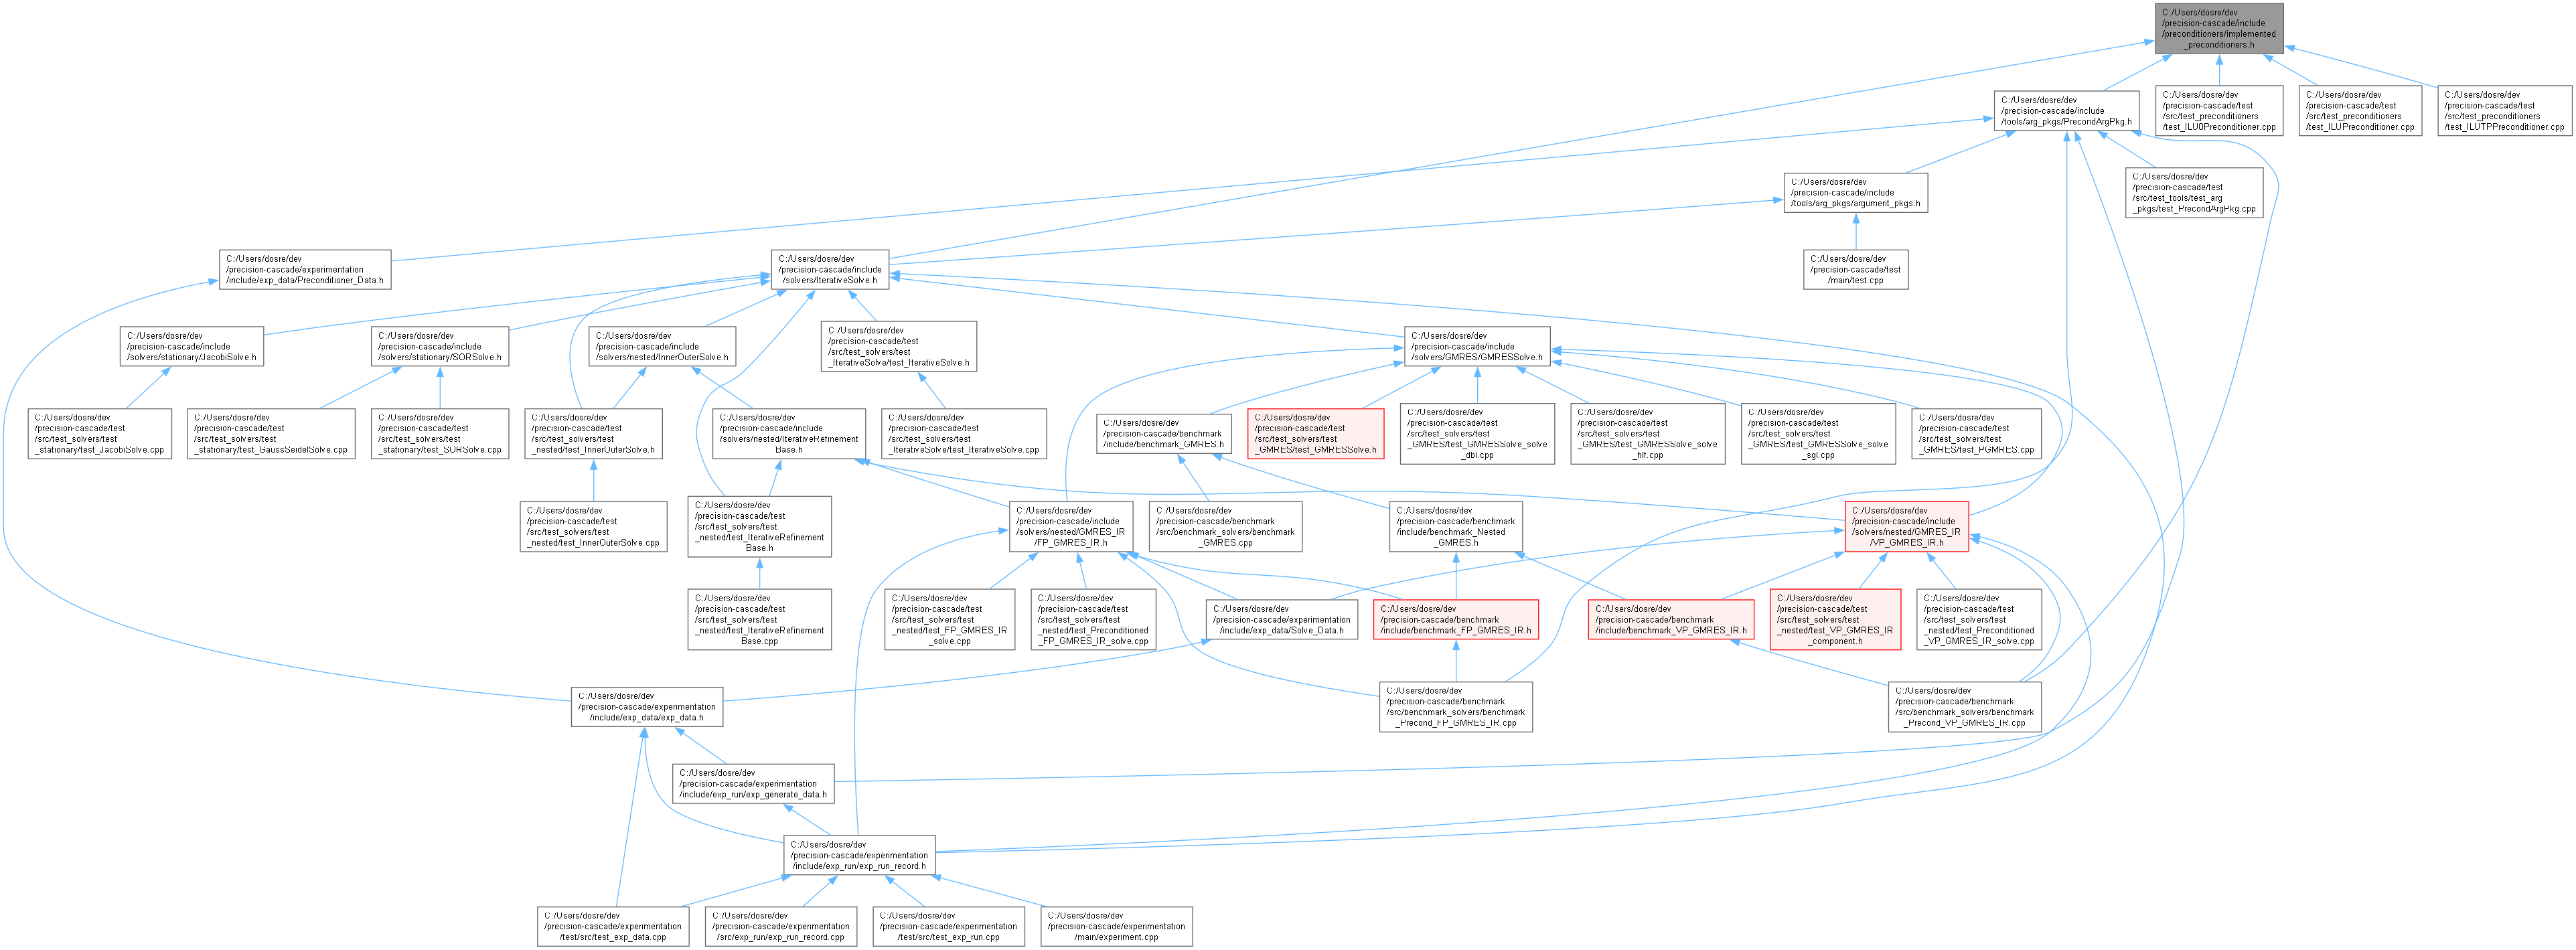 C:/Users/dosre/dev
/precision-cascade/include
/preconditioners/implemented
_preconditioners.h
C:/Users/dosre/dev
/precision-cascade/include
/tools/arg_pkgs/PrecondArgPkg.h
C:/Users/dosre/dev
/precision-cascade/test
/src/test_preconditioners
/test_ILU0Preconditioner.cpp
C:/Users/dosre/dev
/precision-cascade/test
/src/test_preconditioners
/test_ILUPreconditioner.cpp
C:/Users/dosre/dev
/precision-cascade/test
/src/test_preconditioners
/test_ILUTPPreconditioner.cpp
C:/Users/dosre/dev
/precision-cascade/include
/tools/arg_pkgs/argument_pkgs.h
C:/Users/dosre/dev
/precision-cascade/test
/src/test_tools/test_arg
_pkgs/test_PrecondArgPkg.cpp
C:/Users/dosre/dev
/precision-cascade/experimentation
/include/exp_data/Preconditioner_Data.h
C:/Users/dosre/dev
/precision-cascade/include
/solvers/IterativeSolve.h
C:/Users/dosre/dev
/precision-cascade/test
/main/test.cpp
C:/Users/dosre/dev
/precision-cascade/include
/solvers/stationary/JacobiSolve.h
C:/Users/dosre/dev
/precision-cascade/include
/solvers/stationary/SORSolve.h
C:/Users/dosre/dev
/precision-cascade/include
/solvers/nested/InnerOuterSolve.h
C:/Users/dosre/dev
/precision-cascade/test
/src/test_solvers/test
_IterativeSolve/test_IterativeSolve.h
C:/Users/dosre/dev
/precision-cascade/include
/solvers/GMRES/GMRESSolve.h
C:/Users/dosre/dev
/precision-cascade/test
/src/test_solvers/test
_stationary/test_JacobiSolve.cpp
C:/Users/dosre/dev
/precision-cascade/test
/src/test_solvers/test
_stationary/test_GaussSeidelSolve.cpp
C:/Users/dosre/dev
/precision-cascade/test
/src/test_solvers/test
_stationary/test_SORSolve.cpp
C:/Users/dosre/dev
/precision-cascade/test
/src/test_solvers/test
_nested/test_InnerOuterSolve.h
C:/Users/dosre/dev
/precision-cascade/include
/solvers/nested/IterativeRefinement
Base.h
C:/Users/dosre/dev
/precision-cascade/test
/src/test_solvers/test
_IterativeSolve/test_IterativeSolve.cpp
C:/Users/dosre/dev
/precision-cascade/benchmark
/include/benchmark_GMRES.h
C:/Users/dosre/dev
/precision-cascade/test
/src/test_solvers/test
_GMRES/test_GMRESSolve.h
C:/Users/dosre/dev
/precision-cascade/test
/src/test_solvers/test
_GMRES/test_GMRESSolve_solve
_dbl.cpp
C:/Users/dosre/dev
/precision-cascade/test
/src/test_solvers/test
_GMRES/test_GMRESSolve_solve
_hlf.cpp
C:/Users/dosre/dev
/precision-cascade/test
/src/test_solvers/test
_GMRES/test_GMRESSolve_solve
_sgl.cpp
C:/Users/dosre/dev
/precision-cascade/test
/src/test_solvers/test
_GMRES/test_PGMRES.cpp
C:/Users/dosre/dev
/precision-cascade/test
/src/test_solvers/test
_nested/test_InnerOuterSolve.cpp
C:/Users/dosre/dev
/precision-cascade/test
/src/test_solvers/test
_nested/test_IterativeRefinement
Base.h
C:/Users/dosre/dev
/precision-cascade/include
/solvers/nested/GMRES_IR
/FP_GMRES_IR.h
C:/Users/dosre/dev
/precision-cascade/benchmark
/src/benchmark_solvers/benchmark
_GMRES.cpp
C:/Users/dosre/dev
/precision-cascade/benchmark
/include/benchmark_Nested
_GMRES.h
C:/Users/dosre/dev
/precision-cascade/include
/solvers/nested/GMRES_IR
/VP_GMRES_IR.h
C:/Users/dosre/dev
/precision-cascade/test
/src/test_solvers/test
_nested/test_IterativeRefinement
Base.cpp
C:/Users/dosre/dev
/precision-cascade/test
/src/test_solvers/test
_nested/test_FP_GMRES_IR
_solve.cpp
C:/Users/dosre/dev
/precision-cascade/test
/src/test_solvers/test
_nested/test_Preconditioned
_FP_GMRES_IR_solve.cpp
C:/Users/dosre/dev
/precision-cascade/experimentation
/include/exp_data/Solve_Data.h
C:/Users/dosre/dev
/precision-cascade/benchmark
/include/benchmark_FP_GMRES_IR.h
C:/Users/dosre/dev
/precision-cascade/benchmark
/include/benchmark_VP_GMRES_IR.h
C:/Users/dosre/dev
/precision-cascade/test
/src/test_solvers/test
_nested/test_VP_GMRES_IR
_component.h
C:/Users/dosre/dev
/precision-cascade/test
/src/test_solvers/test
_nested/test_Preconditioned
_VP_GMRES_IR_solve.cpp
C:/Users/dosre/dev
/precision-cascade/experimentation
/include/exp_data/exp_data.h
C:/Users/dosre/dev
/precision-cascade/benchmark
/src/benchmark_solvers/benchmark
_Precond_FP_GMRES_IR.cpp
C:/Users/dosre/dev
/precision-cascade/benchmark
/src/benchmark_solvers/benchmark
_Precond_VP_GMRES_IR.cpp
C:/Users/dosre/dev
/precision-cascade/experimentation
/include/exp_run/exp_generate_data.h
C:/Users/dosre/dev
/precision-cascade/experimentation
/include/exp_run/exp_run_record.h
C:/Users/dosre/dev
/precision-cascade/experimentation
/test/src/test_exp_data.cpp
C:/Users/dosre/dev
/precision-cascade/experimentation
/src/exp_run/exp_run_record.cpp
C:/Users/dosre/dev
/precision-cascade/experimentation
/test/src/test_exp_run.cpp
C:/Users/dosre/dev
/precision-cascade/experimentation
/main/experiment.cpp